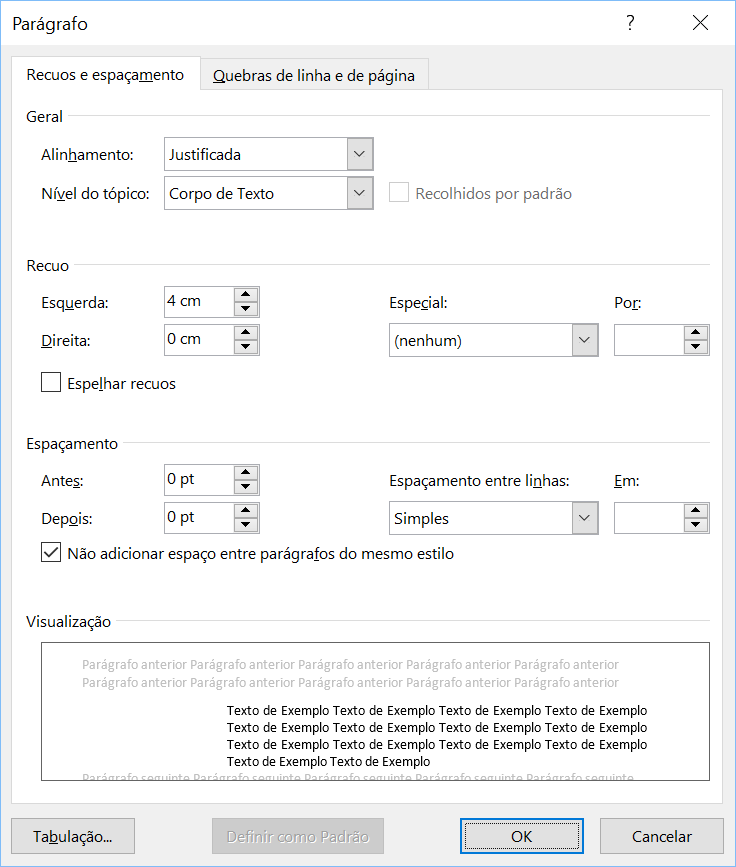 Parágrafo ?
Recuos e espaçamento Quebras de linha e de página
Geral
Alinhamento: Justificada
Nível do tópico: Corpo de Texto Recolhidos por padrão
Recuo
Esquerda: 4 cm Especial: Por:
Direita: 0 cm (nenhum)
Espelhar recuos
Espaçamento
Antes: 0 pt Espaçamento entre linhas: Em:
Depois: 0 pt Simples
Não adicionar espaço entre parágrafos do mesmo estilo
Visualização
Parágrafo anterior Parágrafo anterior Parágrafo anterior Parágrafo anterior Parágrafo anterior
Parágrafo anterior Parágrafo anterior Parágrafo anterior Parágrafo anterior Parágrafo anterior
Texto de Exemplo Texto de Exemplo Texto de Exemplo Texto de Exemplo
Texto de Exemplo Texto de Exemplo Texto de Exemplo Texto de Exemplo
Texto de Exemplo Texto de Exemplo Texto de Exemplo Texto de Exemplo
Texto de Exemplo Texto de Exemplo
Parágrafo seguinte Parágrafo seguinte Parágrafo seguinte Parágrafo seguinte Parágrafo seguinte
Tabulação... Definir como Padrão OK Cancelar